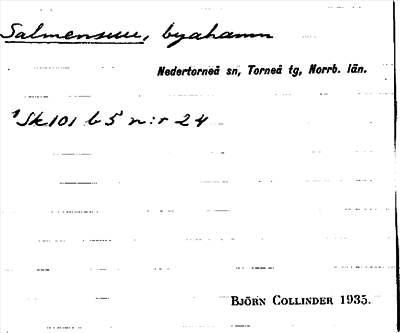 Salmensuu, byahamn
Nedertorneå sn, Torneå tg, Norrb. län.
1 Sk 101 b 5 n:r 24
BJÖRN COLLINDER 1935.